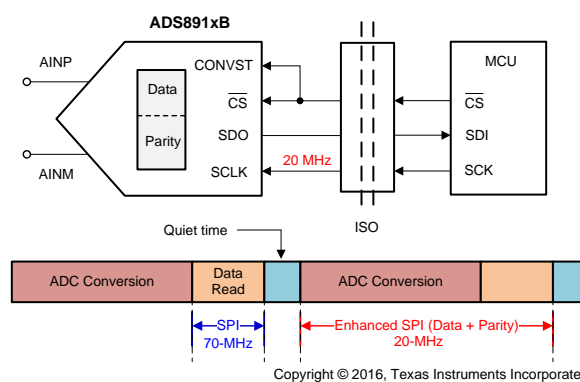 ADS891xB
AINP
AINM
Data
Parity
CONVST
CS
SDO
SCLK
20 MHz
ISO
MCU
CS
SDI
SCK
Quiet time
ADC Conversion
Data
Read
ADC Conversion
SPI
70-MHz
Enhanced SPI (Data + Parity)
20-MHz
Copyright © 2016, Texas Instruments Incorporate